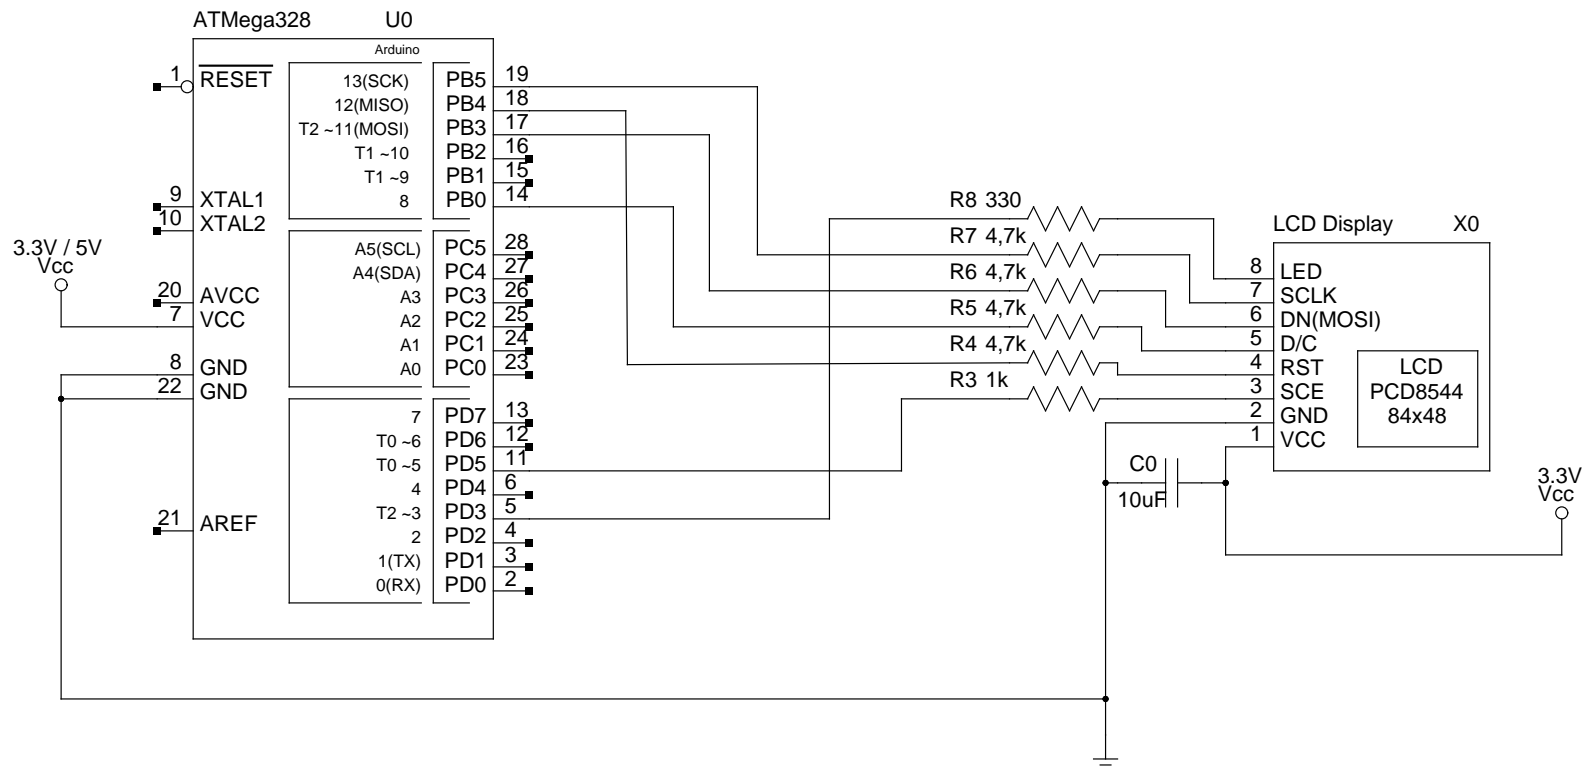 ATMega328 U0
Arduino
1 RESET
13(SCK) PB5 19
12(MISO) PB4 18
T2 ~11(MOSI) PB3 17
T1 ~10 PB2 16
T1 ~9 PB1 15
8 PB0 14
9 XTAL1
10 XTAL2
3.3V / 5V
Vcc
A5(SCL) PC5 28
A4(SDA) PC4 27
20 AVCC
A3 PC3 26
7 VCC
A2 PC2 25
A1 PC1 24
8 GND
A0 PC0 23
22 GND
7 PD7 13
T0 ~6 PD6 12
T0 ~5 PD5 11
4 PD4 6
T2 ~3 PD3 5
21 AREF
2 PD2 4
1(TX) PD1 3
0(RX) PD0 2
R8 330
R7 4,7k
R6 4,7k
R5 4,7k
R4 4,7k
R3 1k
LCD Display X0
8 LED
7 SCLK
6 DN(MOSI)
5 D/C
4 RST
3 SCE
2 GND
1 VCC
LCD
PCD8544
84x48
C0
10uF
3.3V
Vcc